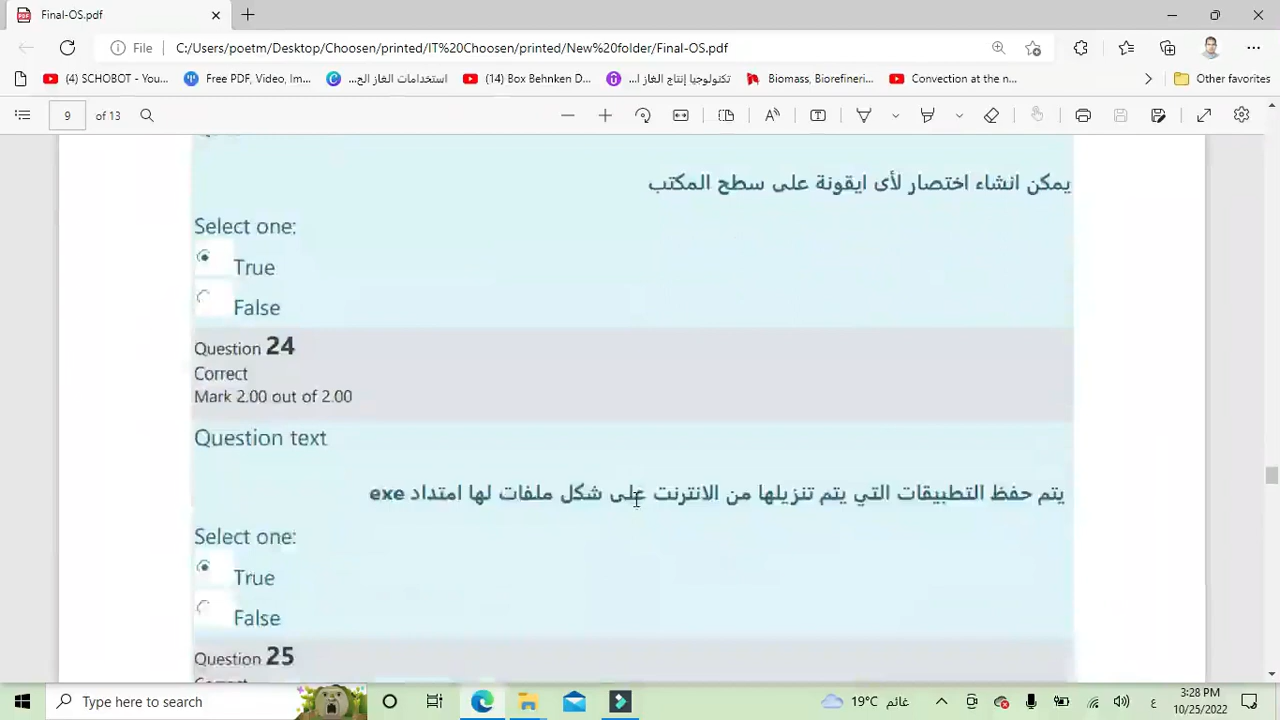 Final-OS.pdf
File C:/Users/poetm/Desktop/Choosen/printed/IT%20Choosen/printed/New%20folder/Final-OS.pdf
(4) SCHOBOT - You...
Free PDF, Video, Im...
استخدامات الغاز الح...
(14) Box Behnken D...
تكنولوجيا إنتاج الغاز ا...
Biomass, Biorefineri...
Convection at the n...
Other favorites
9 of 13
يمكن انشاء اختصار لأى ايقونة على سطح المكتب
Select one:
True
False
Question 24
Correct
Mark 2.00 out of 2.00
Question text
يتم حفظ التطبيقات التي يتم تنزيلها من الانترنت على شكل ملفات لها امتداد exe
Select one:
True
False
Question 25
Type here to search
19°C غائم
ع
3:28 PM
10/25/2022